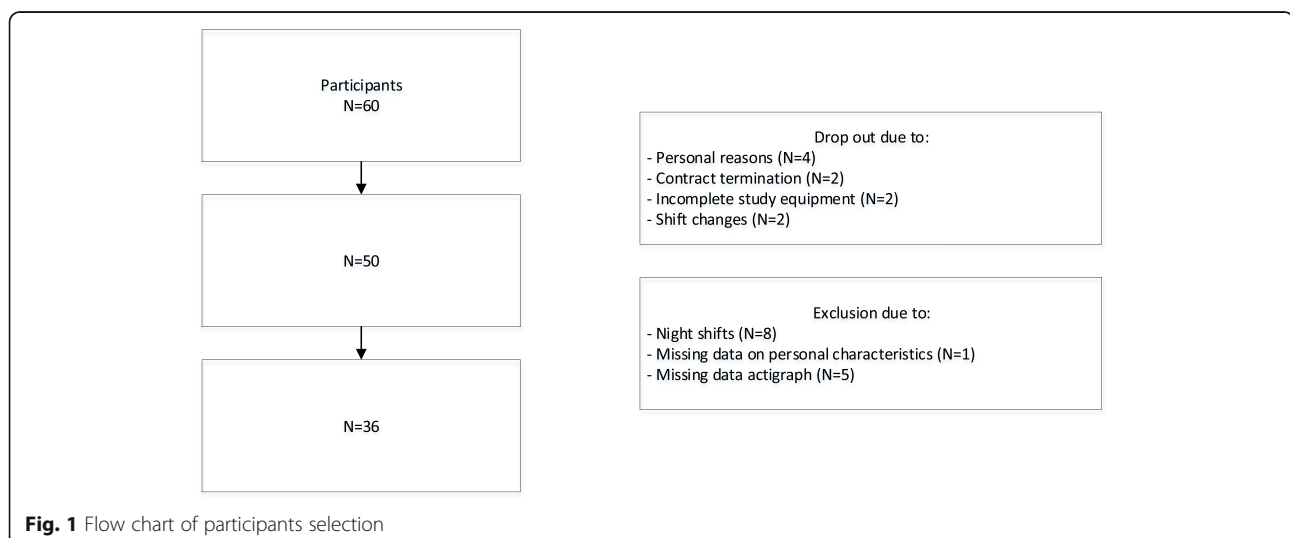 Participants
N=60
Drop out due to:
- Personal reasons (N=4)
- Contract termination (N=2)
- Incomplete study equipment (N=2)
- Shift changes (N=2)
N=50
Exclusion due to:
- Night shifts (N=8)
- Missing data on personal characteristics (N=1)
- Missing data actigraph (N=5)
N=36
Fig. 1 Flow chart of participants selection